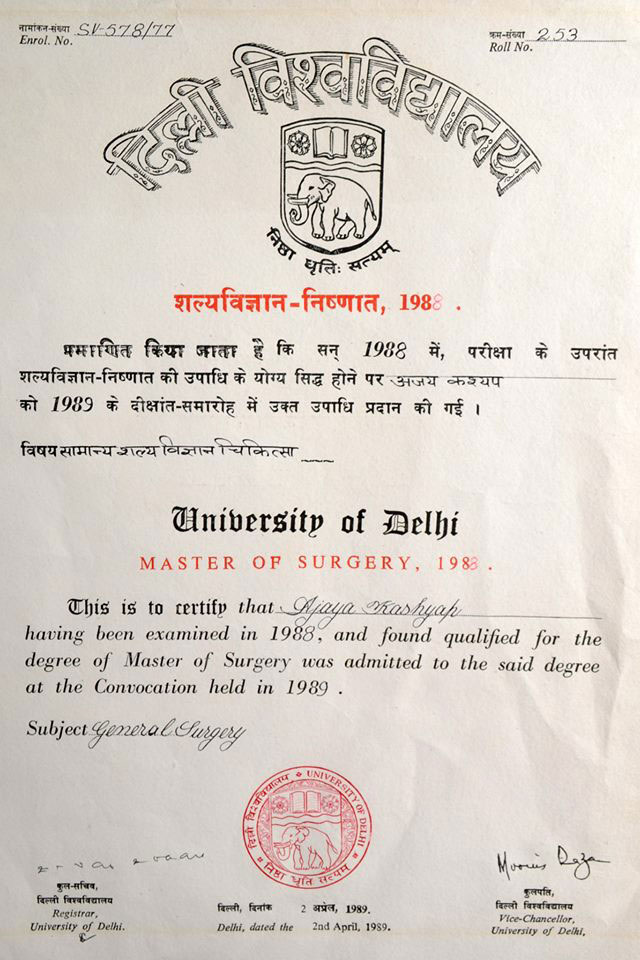 नामांकन-संख्या SV-578/77
Enrol. No.
क्रम-संख्या 253
Roll No.
दिल्ली विश्वविद्यालय
निष्ठा धृतिः सत्यम्
शल्यविज्ञान-निष्णात, 1988 .
प्रमाणित किया जाता है कि सन् 1988 में, परीक्षा के उपरांत
शल्यविज्ञान-निष्णात की उपाधि के योग्य सिद्ध होने पर अजय कश्यप
को 1989 के दीक्षांत-समारोह में उक्त उपाधि प्रदान की गई ।
विषय सामान्य शल्य विज्ञान चिकित्सा
University of Delhi
MASTER OF SURGERY, 1988 .
This is to certify that Ajaya Kashyap
having been examined in 1988, and found qualified for the
degree of Master of Surgery was admitted to the said degree
at the Convocation held in 1989 .
Subject General Surgery
दिल्ली विश्वविद्यालय UNIVERSITY OF DELHI
निष्ठा धृति सत्यम्
कुल-सचिव,
दिल्ली विश्वविद्यालय
Registrar,
University of Delhi.
दिल्ली, दिनांक 2 अप्रेल, 1989.
Delhi, dated the 2nd April, 1989.
Moonis Raza
कुलपति,
दिल्ली विश्वविद्यालय
Vice-Chancellor,
University of Delhi,